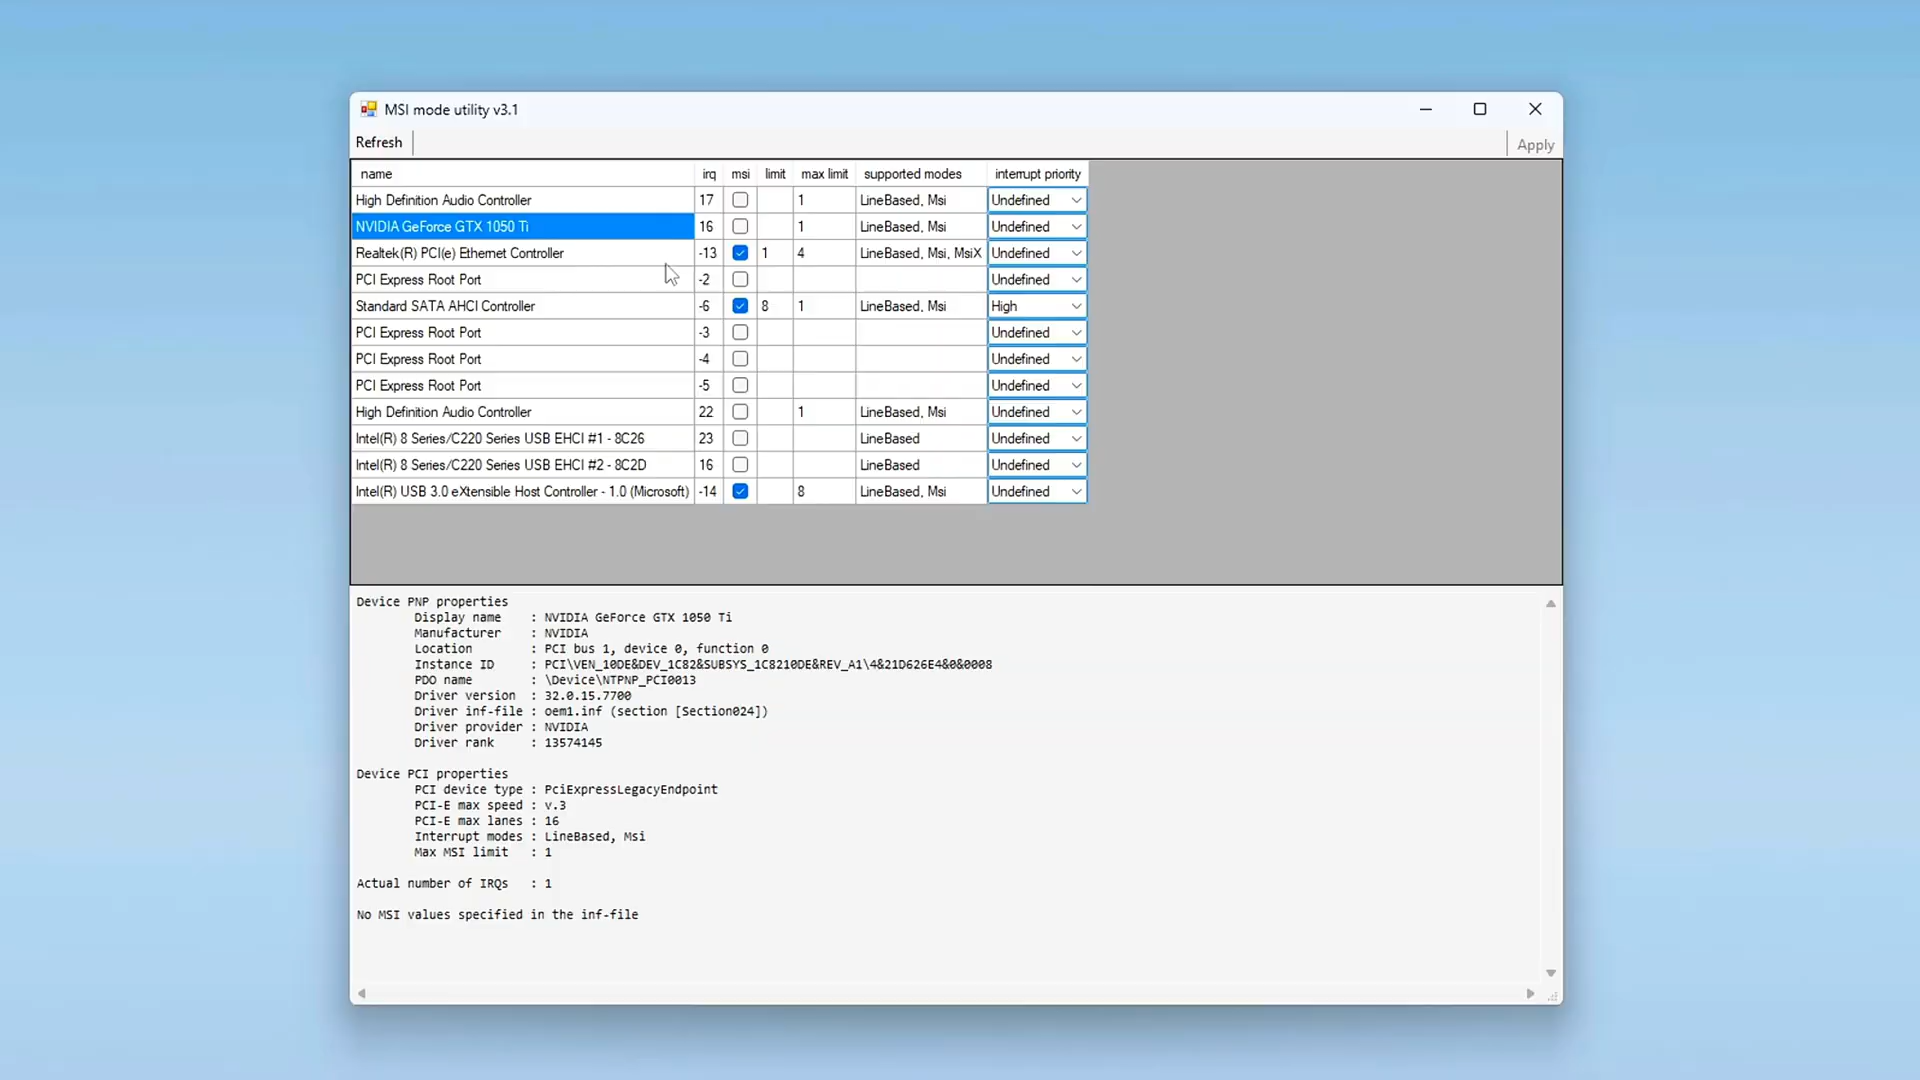 MSI mode utility v3.1
Refresh
Apply
name irq msi limit max limit supported modes interrupt priority
High Definition Audio Controller 17 1 LineBased, Msi Undefined
NVIDIA GeForce GTX 1050 Ti 16 1 LineBased, Msi Undefined
Realtek(R) PCI(e) Ethernet Controller -13 1 4 LineBased, Msi, MsiX Undefined
PCI Express Root Port -2 Undefined
Standard SATA AHCI Controller -6 8 1 LineBased, Msi High
PCI Express Root Port -3 Undefined
PCI Express Root Port -4 Undefined
PCI Express Root Port -5 Undefined
High Definition Audio Controller 22 1 LineBased, Msi Undefined
Intel(R) 8 Series/C220 Series USB EHCI #1 - 8C26 23 LineBased Undefined
Intel(R) 8 Series/C220 Series USB EHCI #2 - 8C2D 16 LineBased Undefined
Intel(R) USB 3.0 eXtensible Host Controller - 1.0 (Microsoft) -14 8 LineBased, Msi Undefined
Device PNP properties
Display name : NVIDIA GeForce GTX 1050 Ti
Manufacturer : NVIDIA
Location : PCI bus 1, device 0, function 0
Instance ID : PCI\VEN_10DE&DEV_1C82&SUBSYS_1C8210DE&REV_A1\4&21D626E4&0&0008
PDO name : \Device\NTPNP_PCI0013
Driver version : 32.0.15.7700
Driver inf-file : oem1.inf (section [Section024])
Driver provider : NVIDIA
Driver rank : 13574145
Device PCI properties
PCI device type : PciExpressLegacyEndpoint
PCI-E max speed : v.3
PCI-E max lanes : 16
Interrupt modes : LineBased, Msi
Max MSI limit : 1
Actual number of IRQs : 1
No MSI values specified in the inf-file